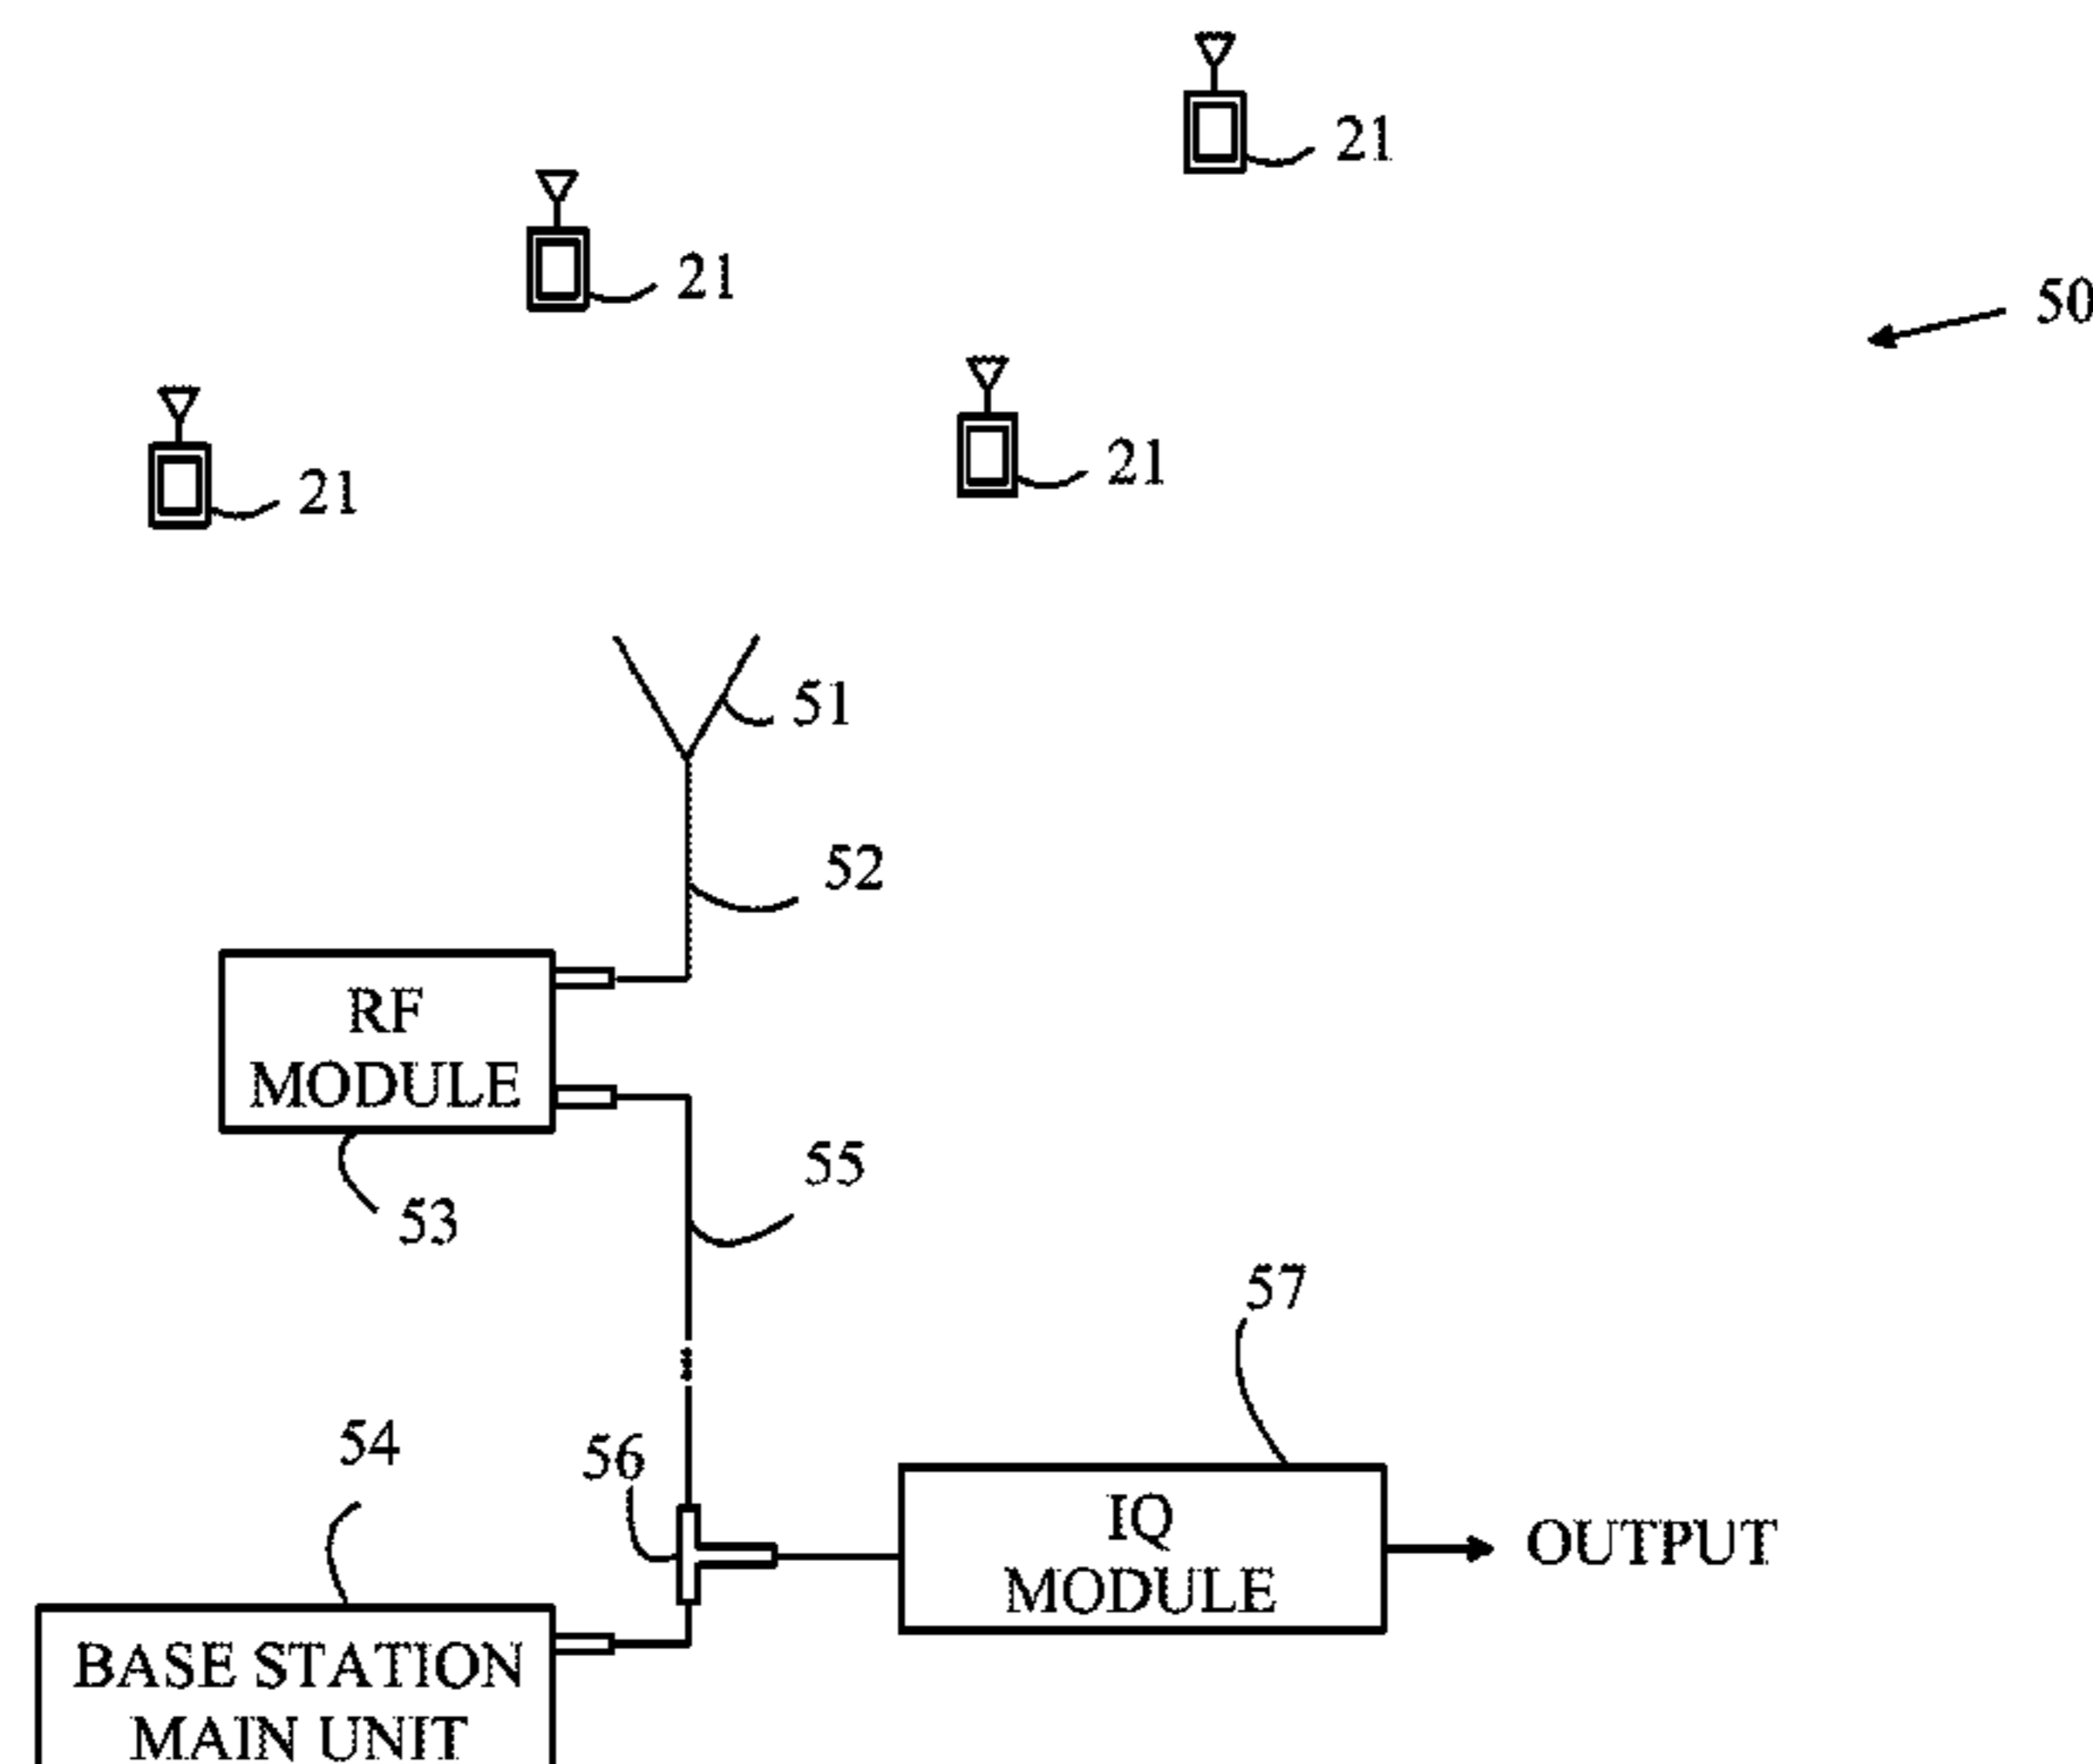 21
21
50
21
21
51
52
RF
MODULE
55
53
57
54
56
IQ
MODULE
OUTPUT
BASE STATION
MAIN UNIT